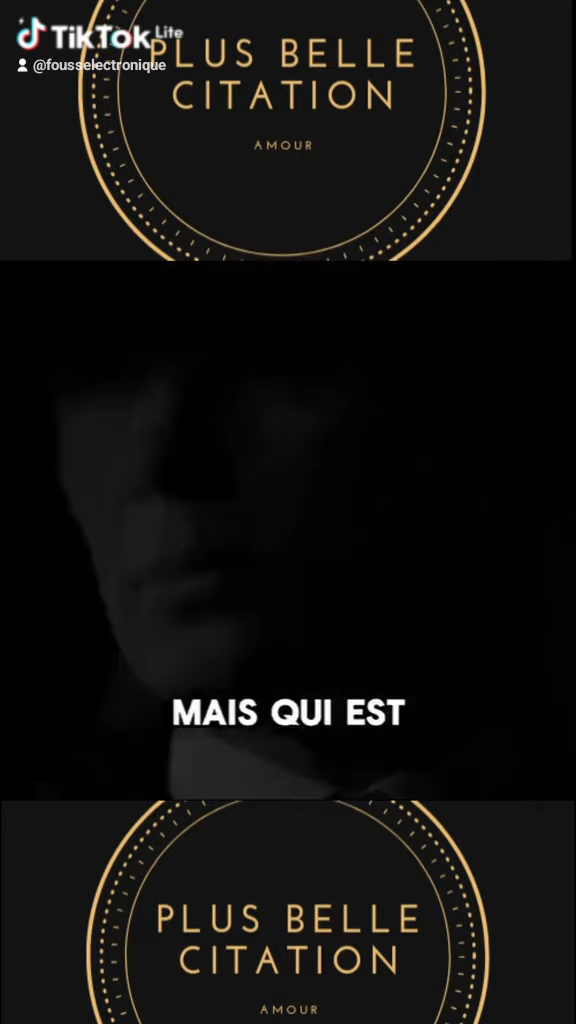 TikTok Lite
@fousselectronique
PLUS BELLE
CITATION
AMOUR
MAIS QUI EST
PLUS BELLE
CITATION
AMOUR